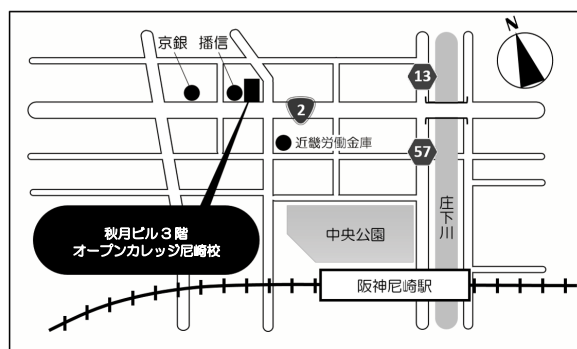 N
京銀 播信
13
2
近畿労働金庫
57
秋月ビル3階
オープンカレッジ尼崎校
中央公園
庄下川
阪神尼崎駅